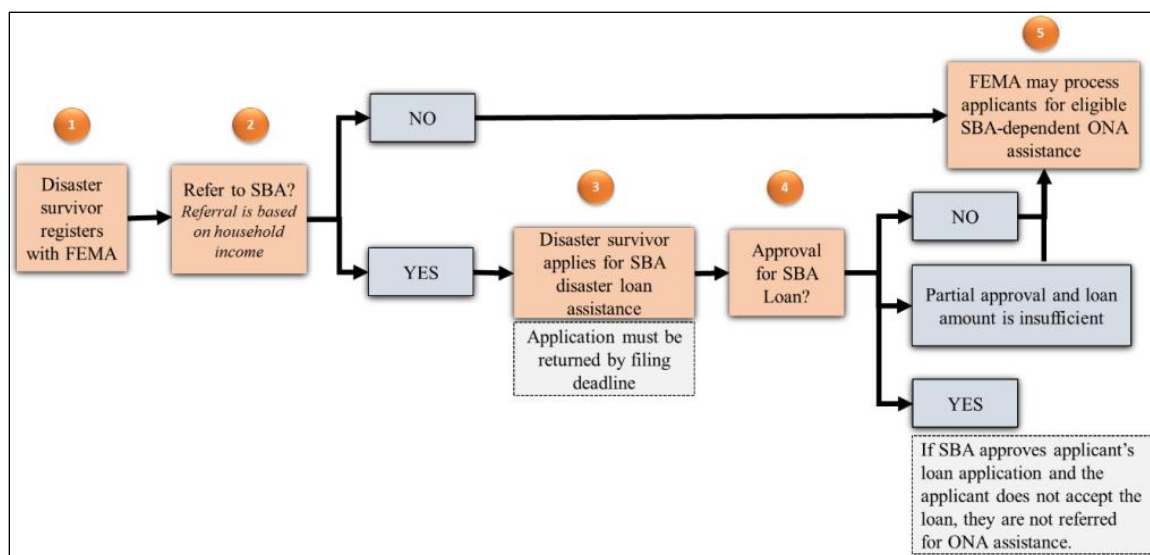 1
Disaster
survivor
registers
with FEMA
2
Refer to SBA?
Referral is based
on household
income
NO
YES
3
Disaster survivor
applies for SBA
disaster loan
assistance
Application must be
returned by filing
deadline
4
Approval
for SBA
Loan?
NO
Partial approval and loan
amount is insufficient
YES
If SBA approves applicant's
loan application and the
applicant does not accept the
loan, they are not referred
for ONA assistance.
5
FEMA may process
applicants for eligible
SBA-dependent ONA
assistance